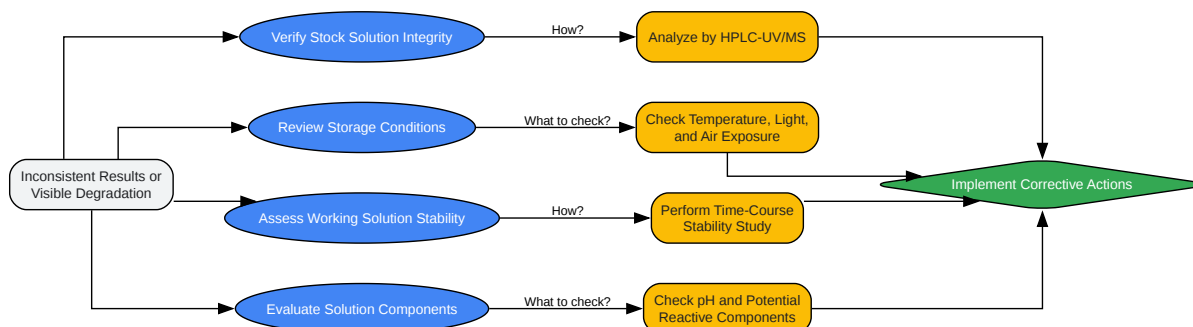 Verify Stock Solution Integrity
How?
Analyze by HPLC-UV/MS
Review Storage Conditions
What to check?
Check Temperature, Light,
and Air Exposure
Inconsistent Results or
Visible Degradation
Implement Corrective Actions
Assess Working Solution Stability
How?
Perform Time-Course
Stability Study
Evaluate Solution Components
What to check?
Check pH and Potential
Reactive Components